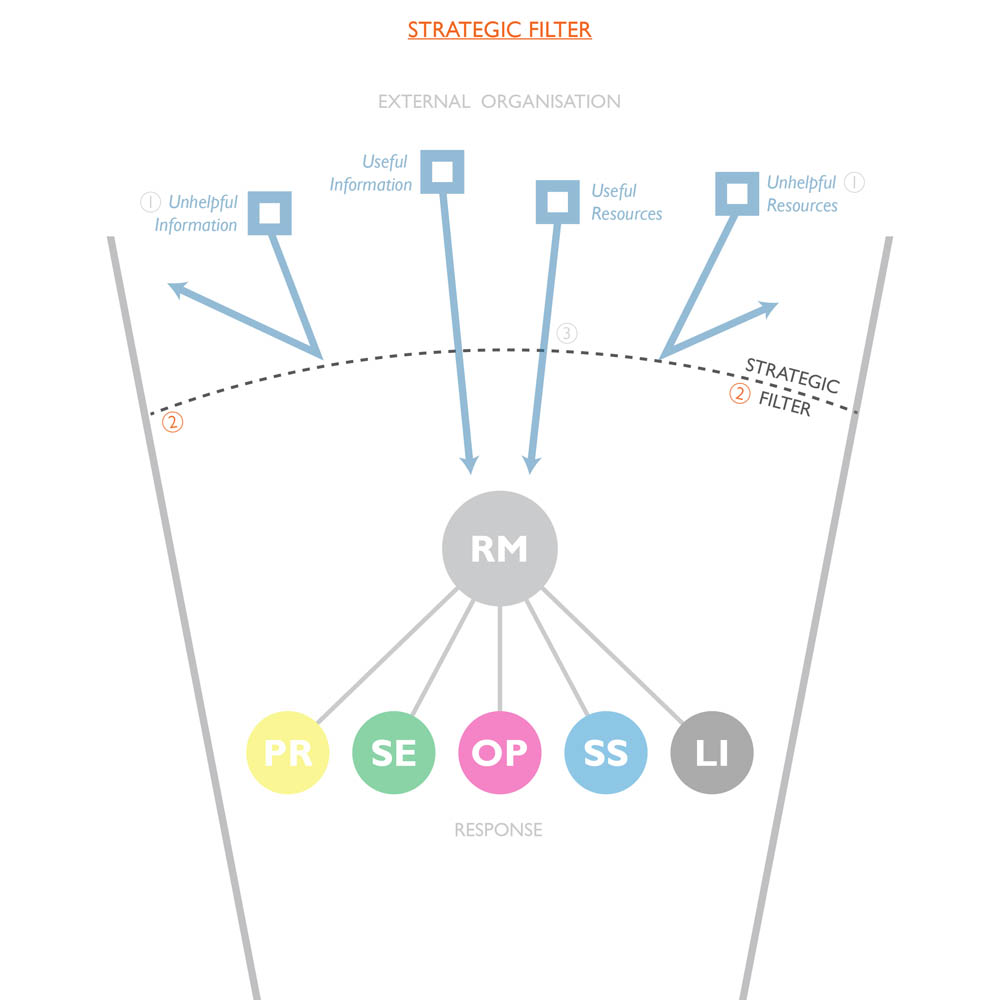 STRATEGIC FILTER
EXTERNAL ORGANISATION
① Unhelpful
Information
Useful
Information
Useful
Resources
Unhelpful ①
Resources
③
STRATEGIC
② FILTER
②
RM
PR SE OP SS LI
RESPONSE